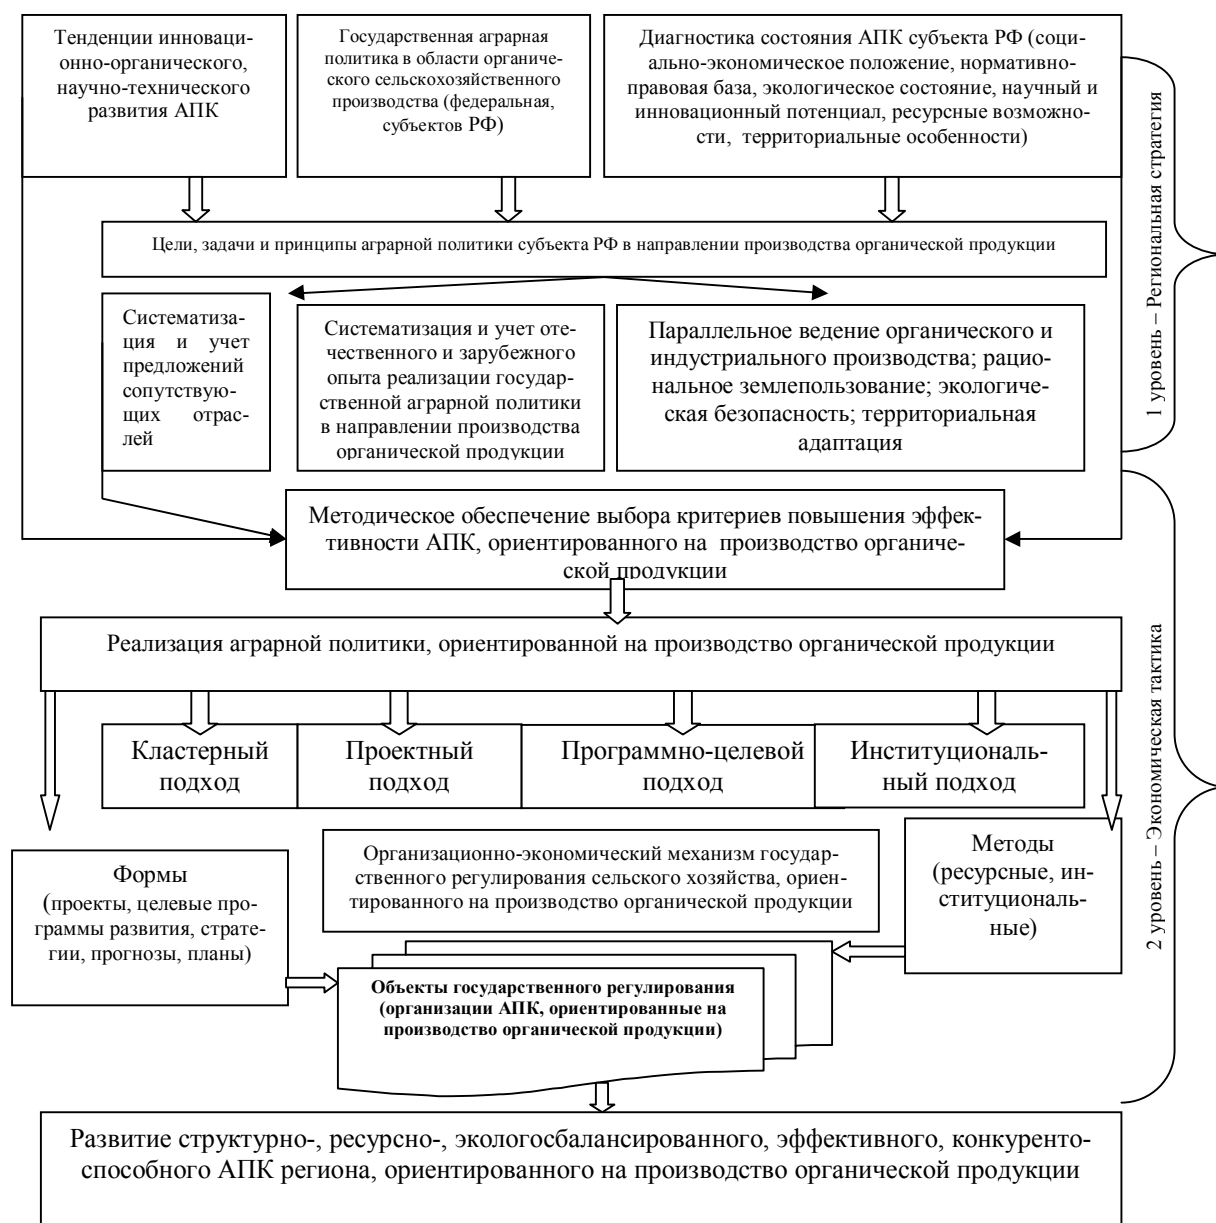 Тенденции инноваци-
онно-органического,
научно-технического
развития АПК
Государственная аграрная
политика в области органиче-
ского сельскохозяйственного
производства (федеральная,
субъектов РФ)
Диагностика состояния АПК субъекта РФ (соци-
ально-экономическое положение, нормативно-
правовая база, экологическое состояние, научный и
инновационный потенциал, ресурсные возможно-
сти, территориальные особенности)
1 уровень – Региональная стратегия
Цели, задачи и принципы аграрной политики субъекта РФ в направлении производства органической продукции
Систематиза-
ция и учет
предложений
сопутствую-
щих отрас-
лей
Систематизация и учет оте-
чественного и зарубежного
опыта реализации государ-
ственной аграрной политики
в направлении производства
органической продукции
Параллельное ведение органического и
индустриального производства; рацио-
нальное землепользование; экологиче-
ская безопасность; территориальная
адаптация
Методическое обеспечение выбора критериев повышения эффек-
тивности АПК, ориентированного на производство органиче-
ской продукции
2 уровень – Экономическая тактика
Реализация аграрной политики, ориентированной на производство органической продукции
Кластерный
подход
Проектный
подход
Программно-целевой
подход
Институциональ-
ный подход
Формы
(проекты, целевые про-
граммы развития, страте-
гии, прогнозы, планы)
Организационно-экономический механизм государ-
ственного регулирования сельского хозяйства, ориен-
тированного на производство органической продукции
Методы
(ресурсные, ин-
ституциональ-
ные)
Объекты государственного регулирования
(организации АПК, ориентированные на
производство органической продукции)
Развитие структурно-, ресурсно-, экологосбалансированного, эффективного, конкуренто-
способного АПК региона, ориентированного на производство органической продукции